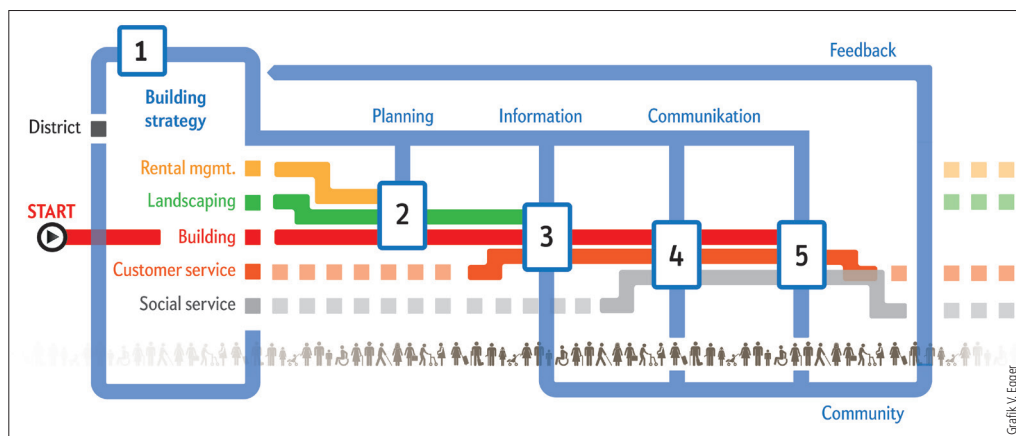 1
Feedback
Building
strategy
Planning
Information
Communikation
District
Rental mgmt.
Landscaping
START
Building
Customer service
Social service
2
3
4
5
Community
Grafik V. Egger